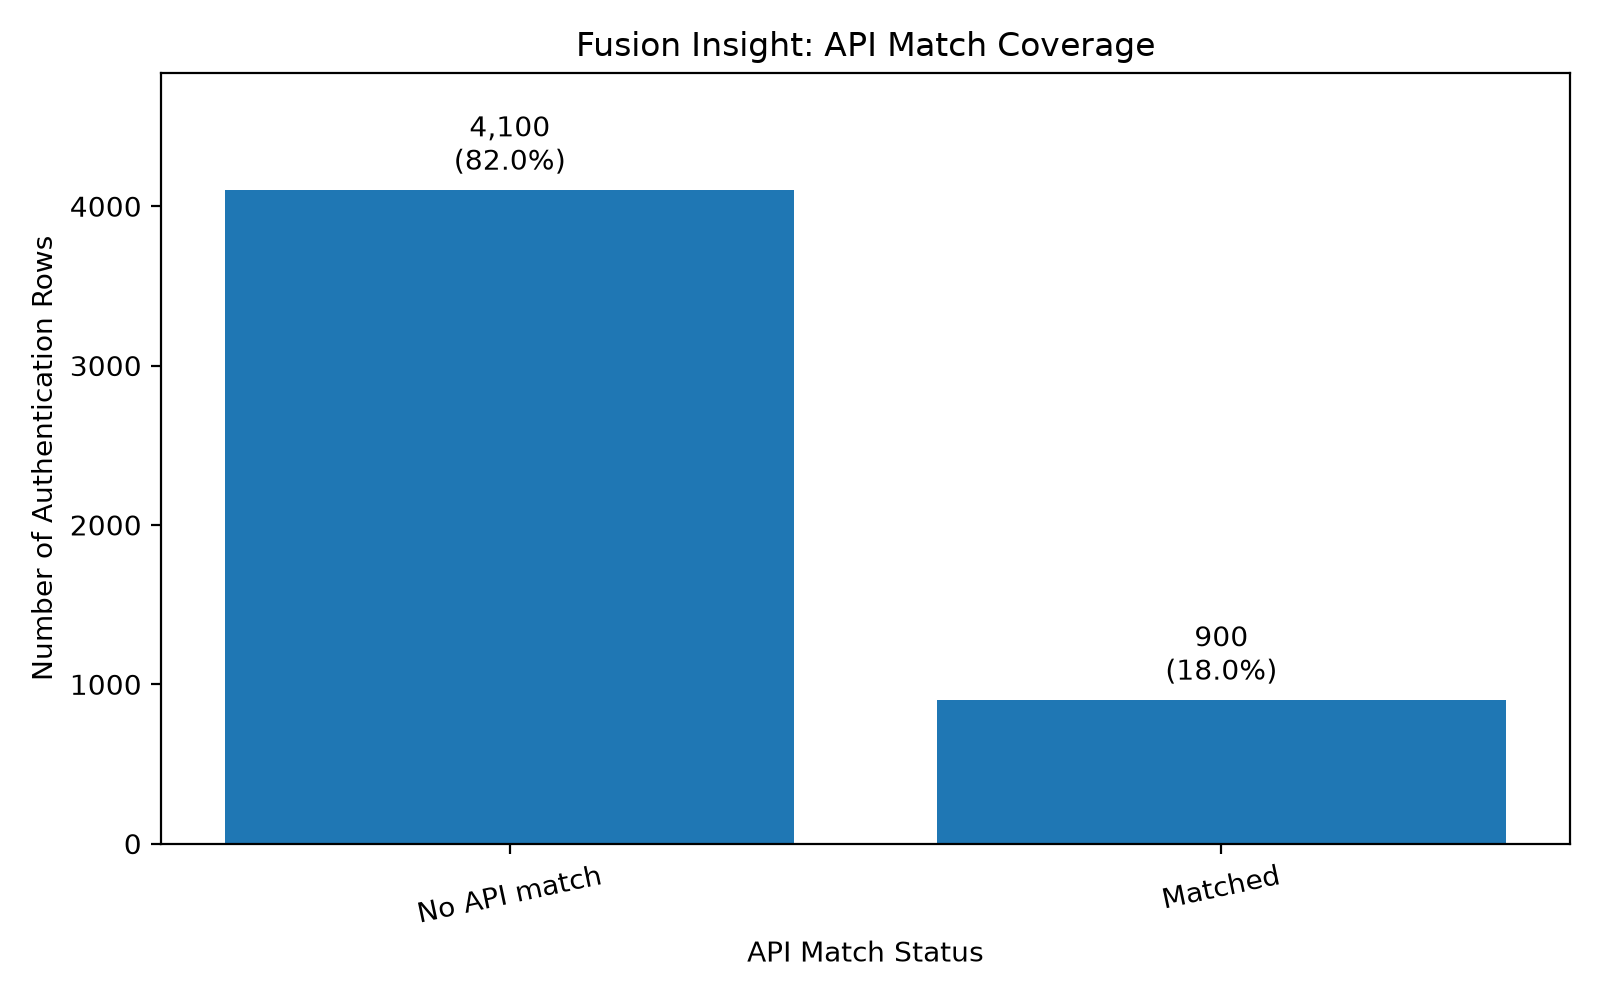 Fusion Insight: API Match Coverage
4,100
(82.0%)
900
(18.0%)
Number of Authentication Rows
4000
3000
2000
1000
0
No API match
Matched
API Match Status